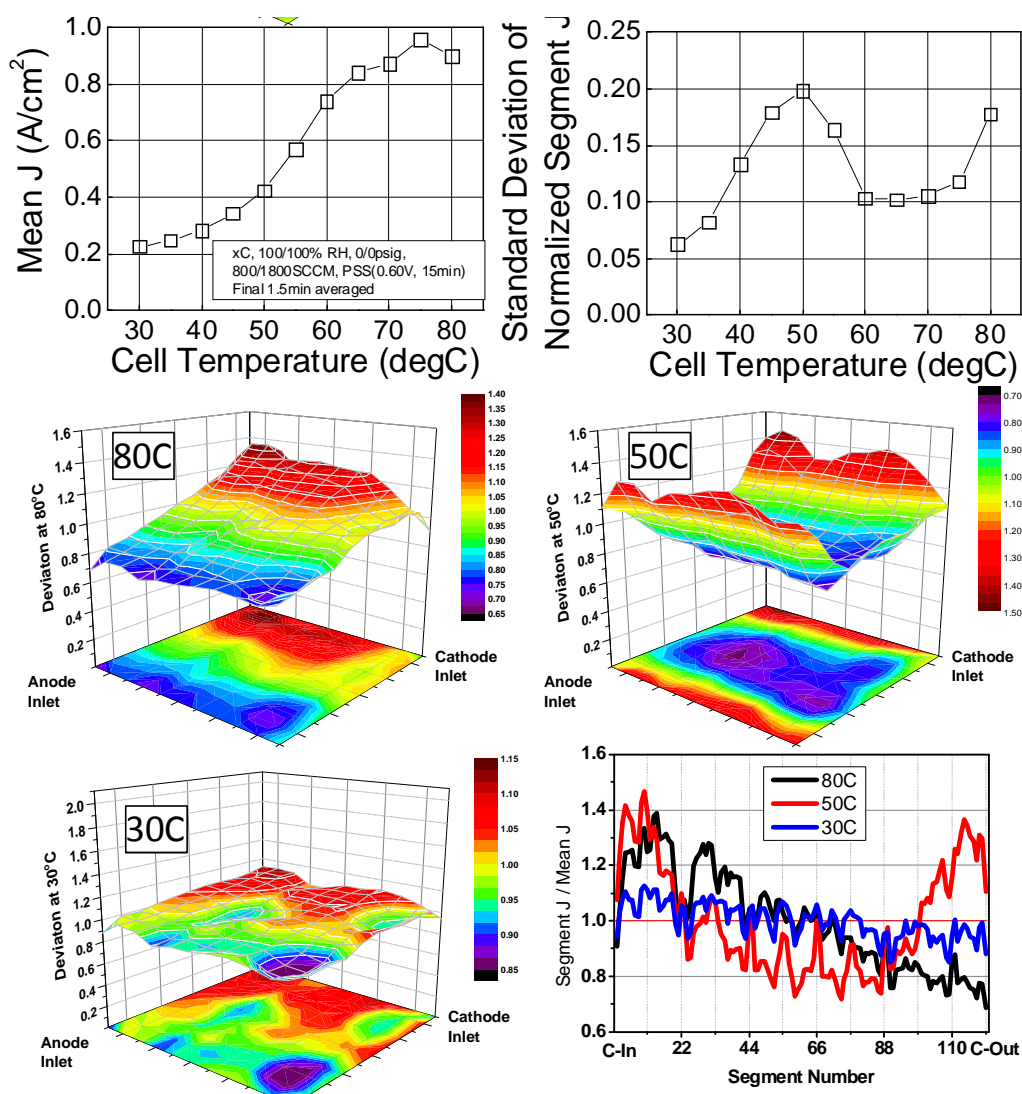 Mean J (A/cm²)
1.0
0.8
0.6
0.4
0.2
0.0
xC, 100/100% RH, 0/0psig,
800/1800SCCM, PSS(0.60V, 15min)
Final 1.5min averaged
30 40 50 60 70 80
Cell Temperature (degC)
Standard Deviation of
Normalized Segment J
0.25
0.20
0.15
0.10
0.05
0.00
30 40 50 60 70 80
Cell Temperature (degC)
80C
Deviaton at 80°C
1.6
1.4
1.2
1.0
0.8
0.6
0.4
0.2
Anode
Inlet
Cathode
Inlet
1.40
1.35
1.30
1.25
1.20
1.15
1.10
1.05
1.00
0.95
0.90
0.85
0.80
0.75
0.70
0.65
50C
Deviaton at 50°C
1.6
1.4
1.2
1.0
0.8
0.6
0.4
0.2
Anode
Inlet
Cathode
Inlet
0.70
0.80
0.90
1.00
1.10
1.20
1.30
1.40
1.50
30C
Deviaton at 30°C
2.0
1.8
1.6
1.4
1.2
1.0
0.8
0.6
0.4
0.2
Anode
Inlet
Cathode
Inlet
1.15
1.10
1.05
1.00
0.95
0.90
0.85
Segment J / Mean J
1.6
1.4
1.2
1.0
0.8
0.6
80C
50C
30C
C-In 22 44 66 88 110 C-Out
Segment Number